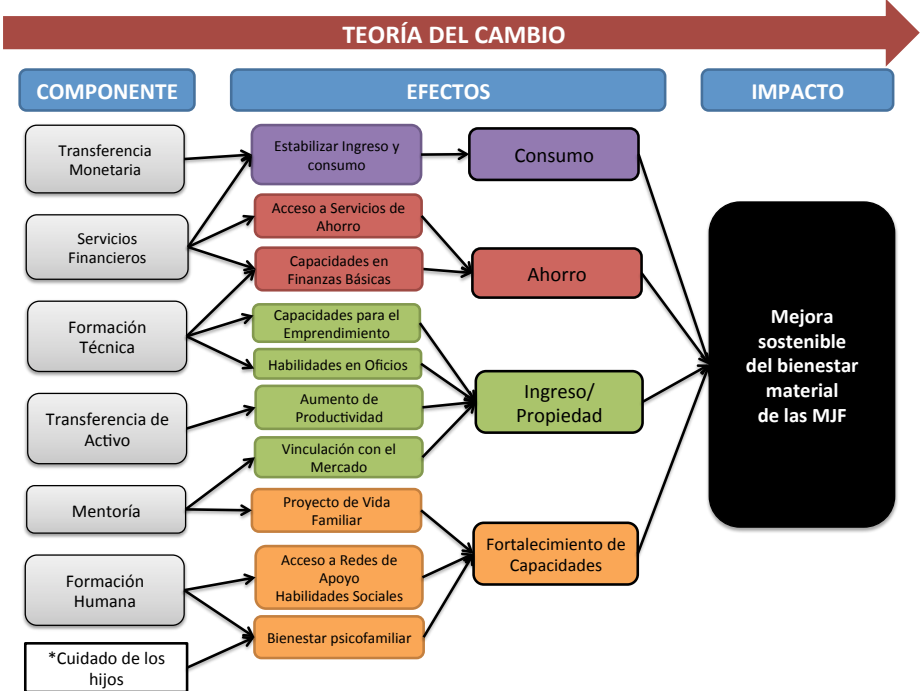 TEORÍA DEL CAMBIO
COMPONENTE
EFECTOS
IMPACTO
Transferencia
Monetaria
Servicios
Financieros
Formación
Técnica
Transferencia de
Activo
Mentoría
Formación
Humana
*Cuidado de los
hijos
Estabilizar Ingreso y
consumo
Acceso a Servicios de
Ahorro
Capacidades en
Finanzas Básicas
Capacidades para el
Emprendimiento
Habilidades en Oficios
Aumento de
Productividad
Vinculación con el
Mercado
Proyecto de Vida
Familiar
Acceso a Redes de
Apoyo
Habilidades Sociales
Bienestar psicofamiliar
Consumo
Ahorro
Ingreso/
Propiedad
Fortalecimiento de
Capacidades
Mejora
sostenible
del bienestar
material
de las MJF